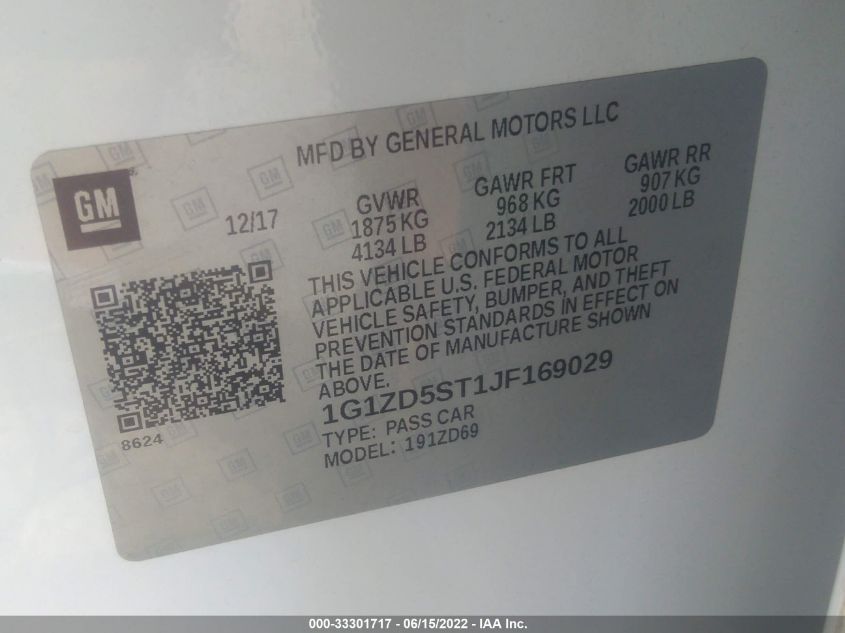 MFD BY GENERAL MOTORS LLC
GM
12/17
GVWR
1875 KG
4134 LB
GAWR FRT
968 KG
2134 LB
GAWR RR
907 KG
2000 LB
THIS VEHICLE CONFORMS TO ALL
APPLICABLE U.S. FEDERAL MOTOR
VEHICLE SAFETY, BUMPER, AND THEFT
PREVENTION STANDARDS IN EFFECT ON
THE DATE OF MANUFACTURE SHOWN
ABOVE.
1G1ZD5ST1JF169029
TYPE: PASS CAR
MODEL: 191ZD69
8624
000-33301717 - 06/15/2022 - IAA Inc.